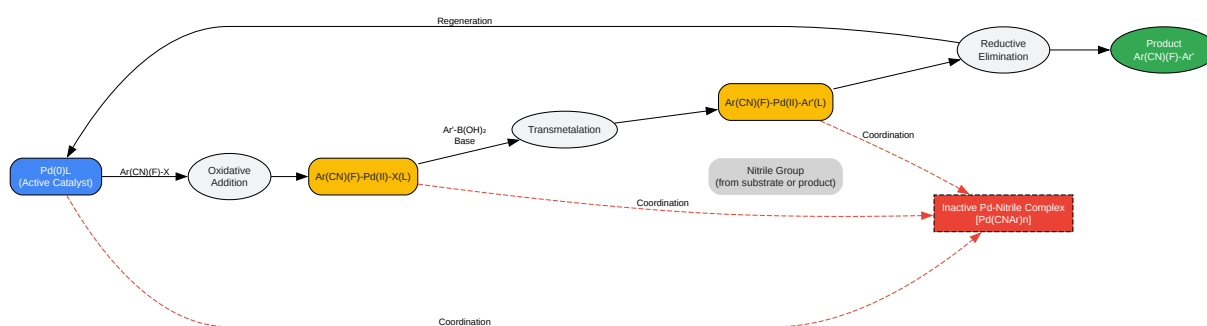 Regeneration
Reductive
Elimination
Product
Ar(CN)(F)-Ar'
Ar(CN)(F)-Pd(II)-Ar'(L)
Ar'-B(OH)₂
Base
Transmetalation
Coordination
Pd(0)L
(Active Catalyst)
Ar(CN)(F)-X
Oxidative
Addition
Ar(CN)(F)-Pd(II)-X(L)
Nitrile Group
(from substrate or product)
Coordination
Inactive Pd-Nitrile Complex
[Pd(CNAr)n]
Coordination